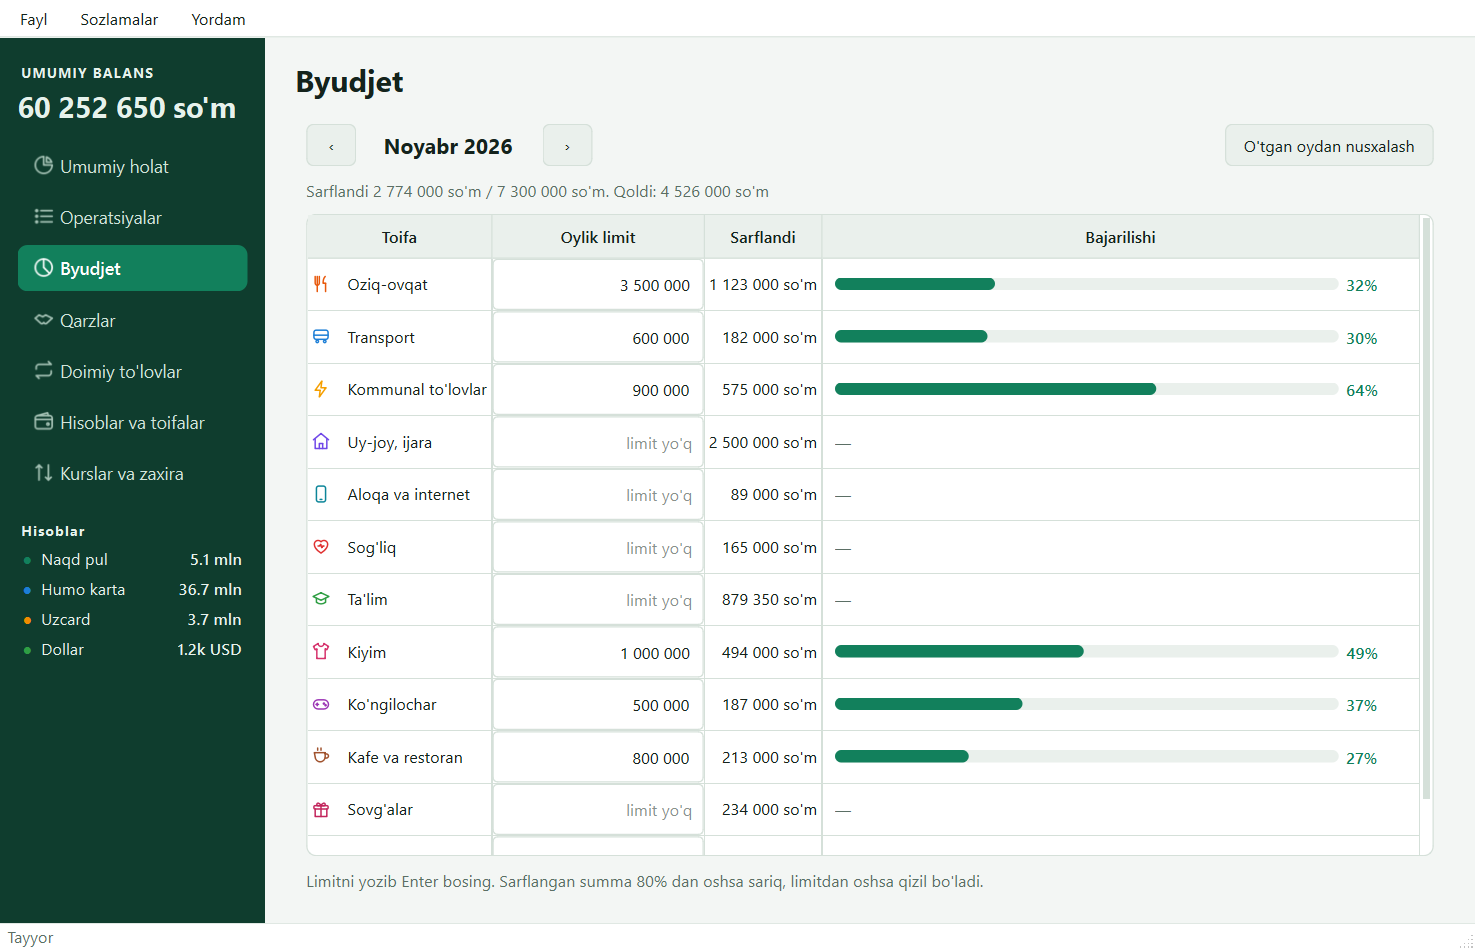 Fayl Sozlamalar Yordam
UMUMIY BALANS
60 252 650 so'm
Umumiy holat
Operatsiyalar
Byudjet
Qarzlar
Doimiy to'lovlar
Hisoblar va toifalar
Kurslar va zaxira
Hisoblar
Naqd pul 5.1 mln
Humo karta 36.7 mln
Uzcard 3.7 mln
Dollar 1.2k USD
Byudjet
‹ Noyabr 2026 › O'tgan oydan nusxalash
Sarflandi 2 774 000 so'm / 7 300 000 so'm. Qoldi: 4 526 000 so'm
Toifa Oylik limit Sarflandi Bajarilishi
Oziq-ovqat 3 500 000 1 123 000 so'm 32%
Transport 600 000 182 000 so'm 30%
Kommunal to'lovlar 900 000 575 000 so'm 64%
Uy-joy, ijara limit yo'q 2 500 000 so'm —
Aloqa va internet limit yo'q 89 000 so'm —
Sog'liq limit yo'q 165 000 so'm —
Ta'lim limit yo'q 879 350 so'm —
Kiyim 1 000 000 494 000 so'm 49%
Ko'ngilochar 500 000 187 000 so'm 37%
Kafe va restoran 800 000 213 000 so'm 27%
Sovg'alar limit yo'q 234 000 so'm —
Limitni yozib Enter bosing. Sarflangan summa 80% dan oshsa sariq, limitdan oshsa qizil bo'ladi.
Tayyor